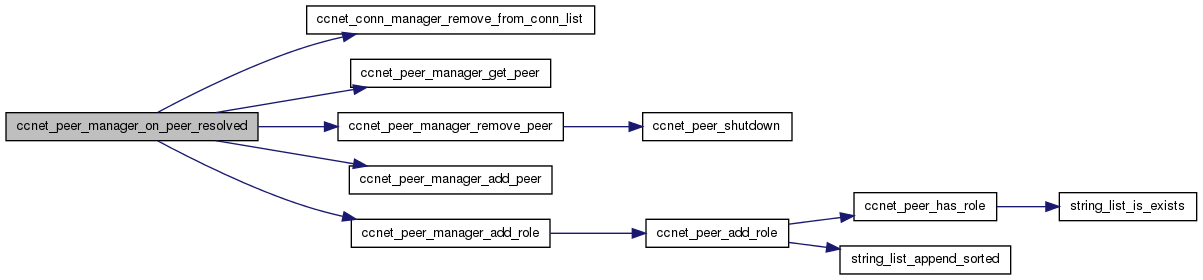 ccnet_conn_manager_remove_from_conn_list
ccnet_peer_manager_get_peer
ccnet_peer_manager_on_peer_resolved
ccnet_peer_manager_remove_peer
ccnet_peer_shutdown
ccnet_peer_manager_add_peer
ccnet_peer_manager_add_role
ccnet_peer_add_role
ccnet_peer_has_role
string_list_is_exists
string_list_append_sorted